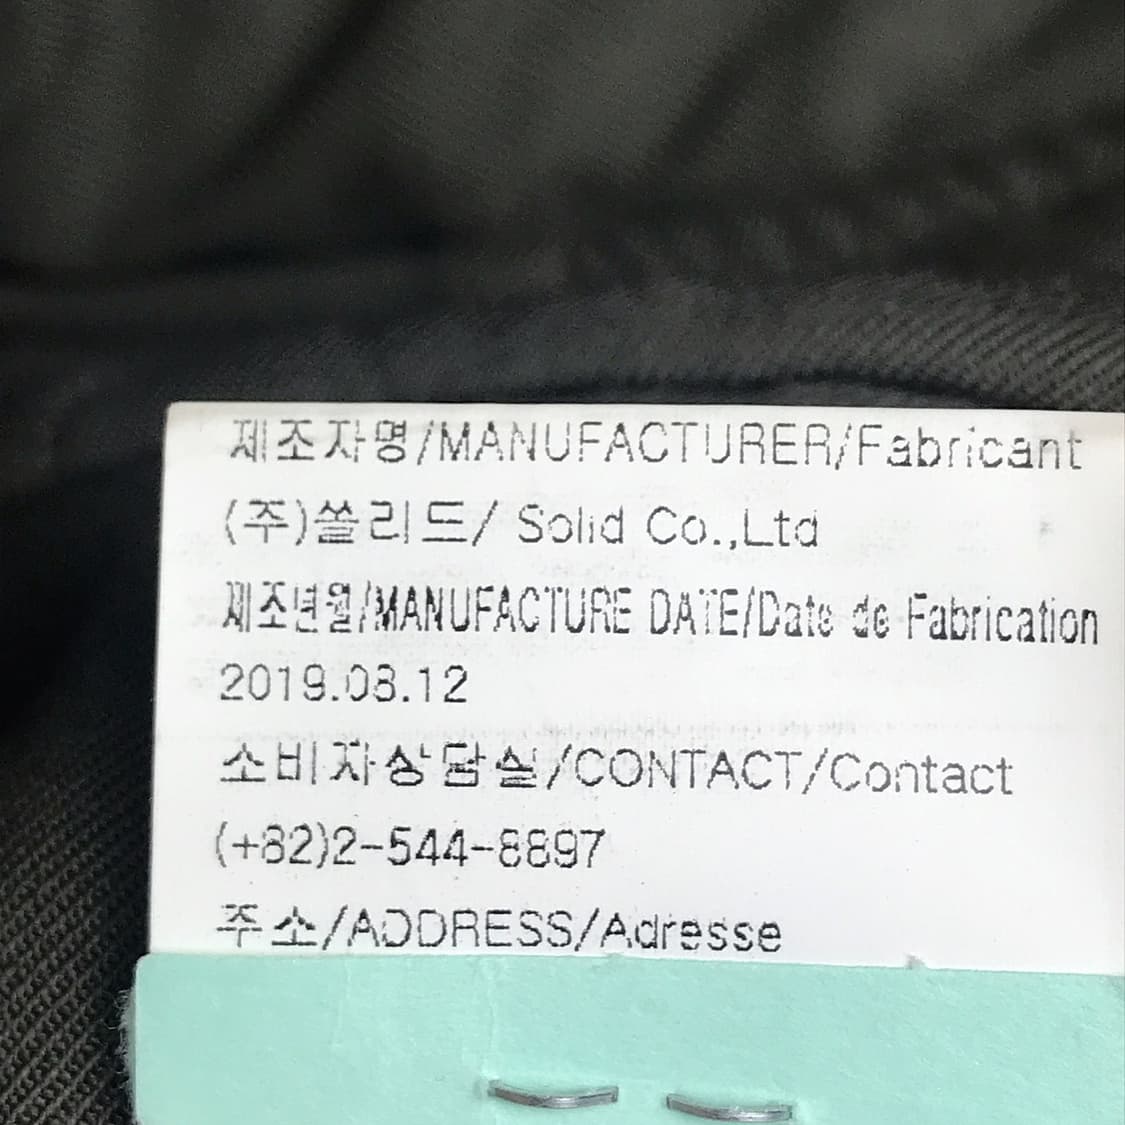 제조자명/MANUFACTURER/Fabricant
(주)쏠리드/ Solid Co.,Ltd
제조년월/MANUFACTURE DATE/Date de Fabrication
2019.08.12
소비자상담실/CONTACT/Contact
(+82)2-544-8897
주소/ADDRESS/Adresse